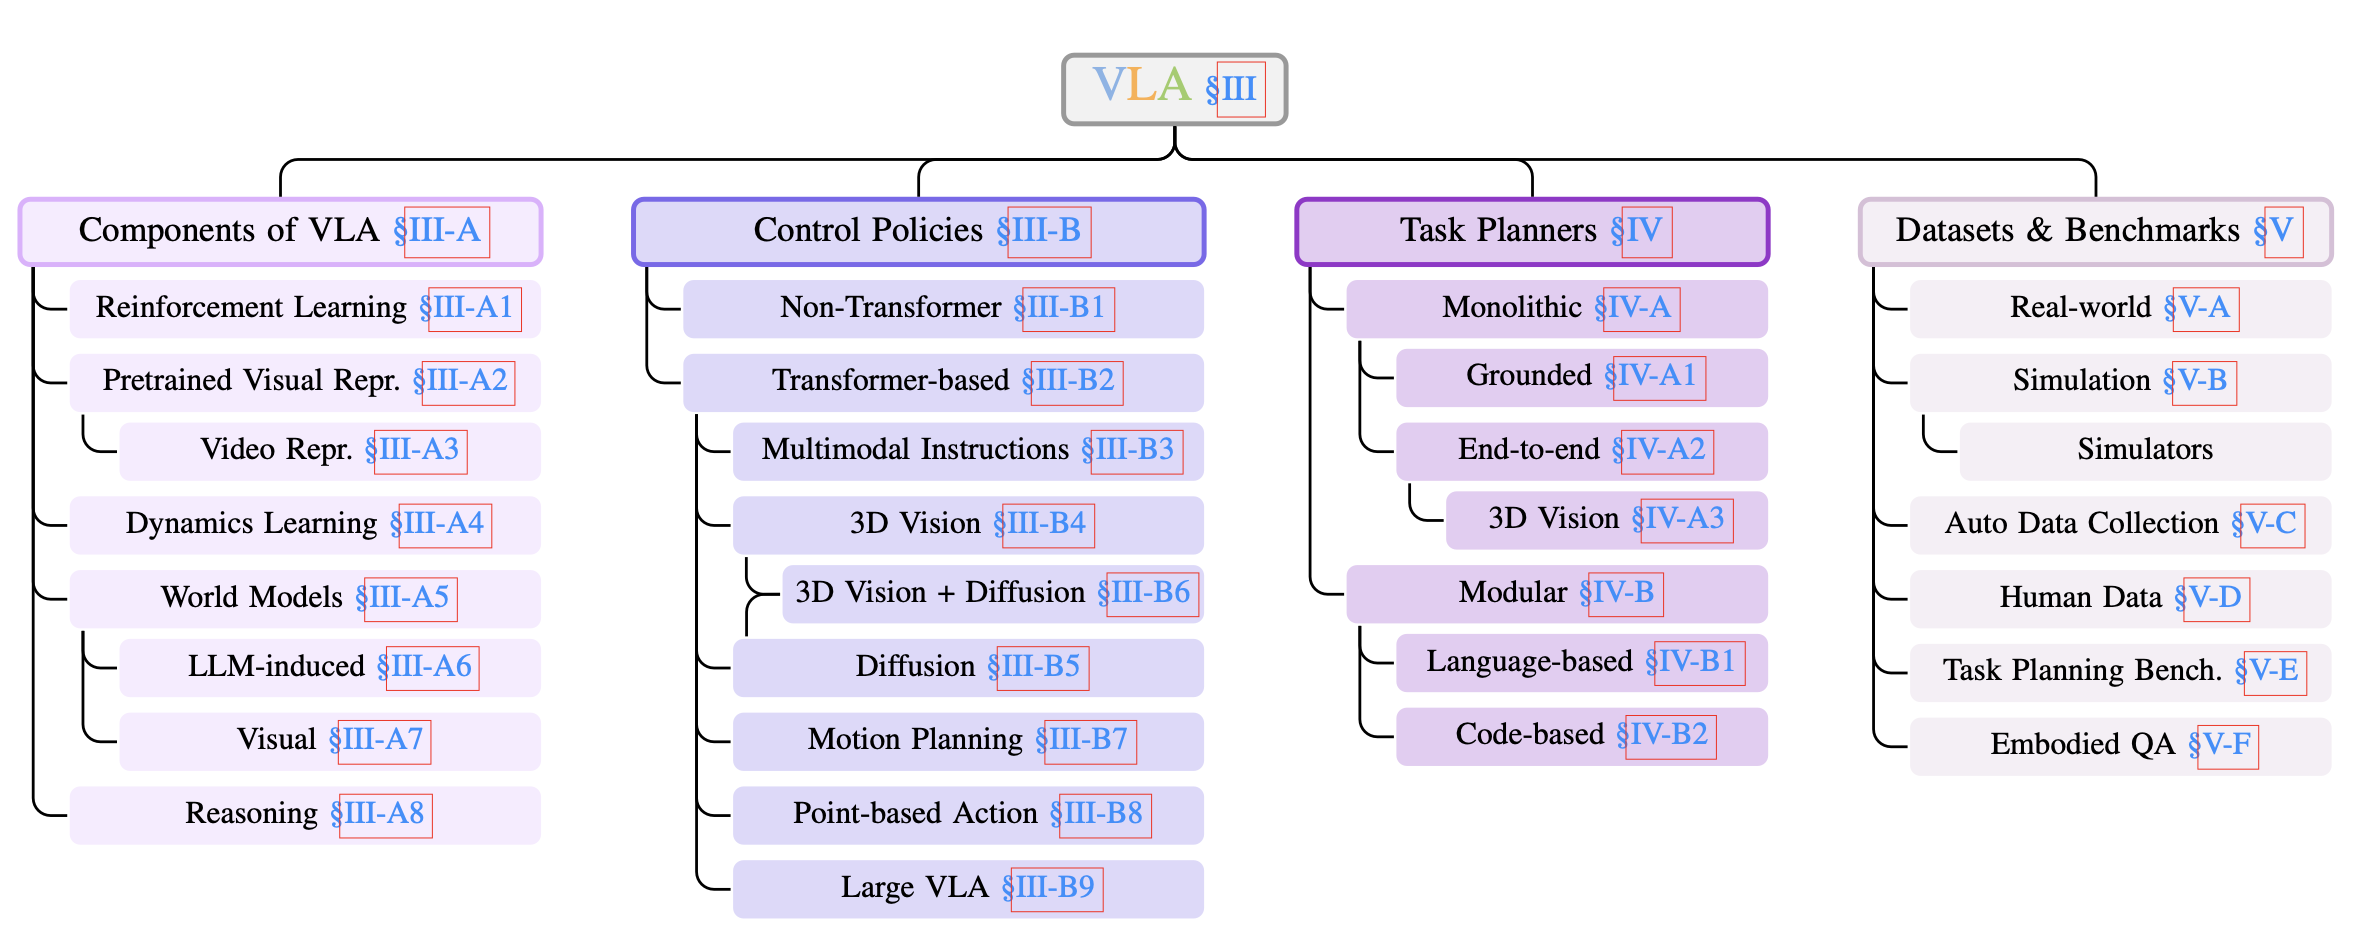 VLA §III
Components of VLA §III-A
Reinforcement Learning §III-A1
Pretrained Visual Repr. §III-A2
Video Repr. §III-A3
Dynamics Learning §III-A4
World Models §III-A5
LLM-induced §III-A6
Visual §III-A7
Reasoning §III-A8
Control Policies §III-B
Non-Transformer §III-B1
Transformer-based §III-B2
Multimodal Instructions §III-B3
3D Vision §III-B4
3D Vision + Diffusion §III-B6
Diffusion §III-B5
Motion Planning §III-B7
Point-based Action §III-B8
Large VLA §III-B9
Task Planners §IV
Monolithic §IV-A
Grounded §IV-A1
End-to-end §IV-A2
3D Vision §IV-A3
Modular §IV-B
Language-based §IV-B1
Code-based §IV-B2
Datasets & Benchmarks §V
Real-world §V-A
Simulation §V-B
Simulators
Auto Data Collection §V-C
Human Data §V-D
Task Planning Bench. §V-E
Embodied QA §V-F